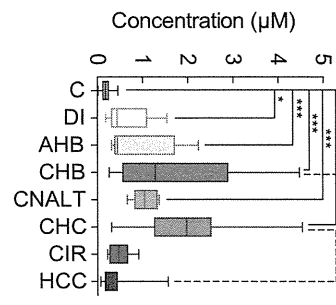 Concentration (µM)
0 1 2 3 4 5
C
DI
AHB
CHB
CNALT
CHC
CIR
HCC
*
***
***
***